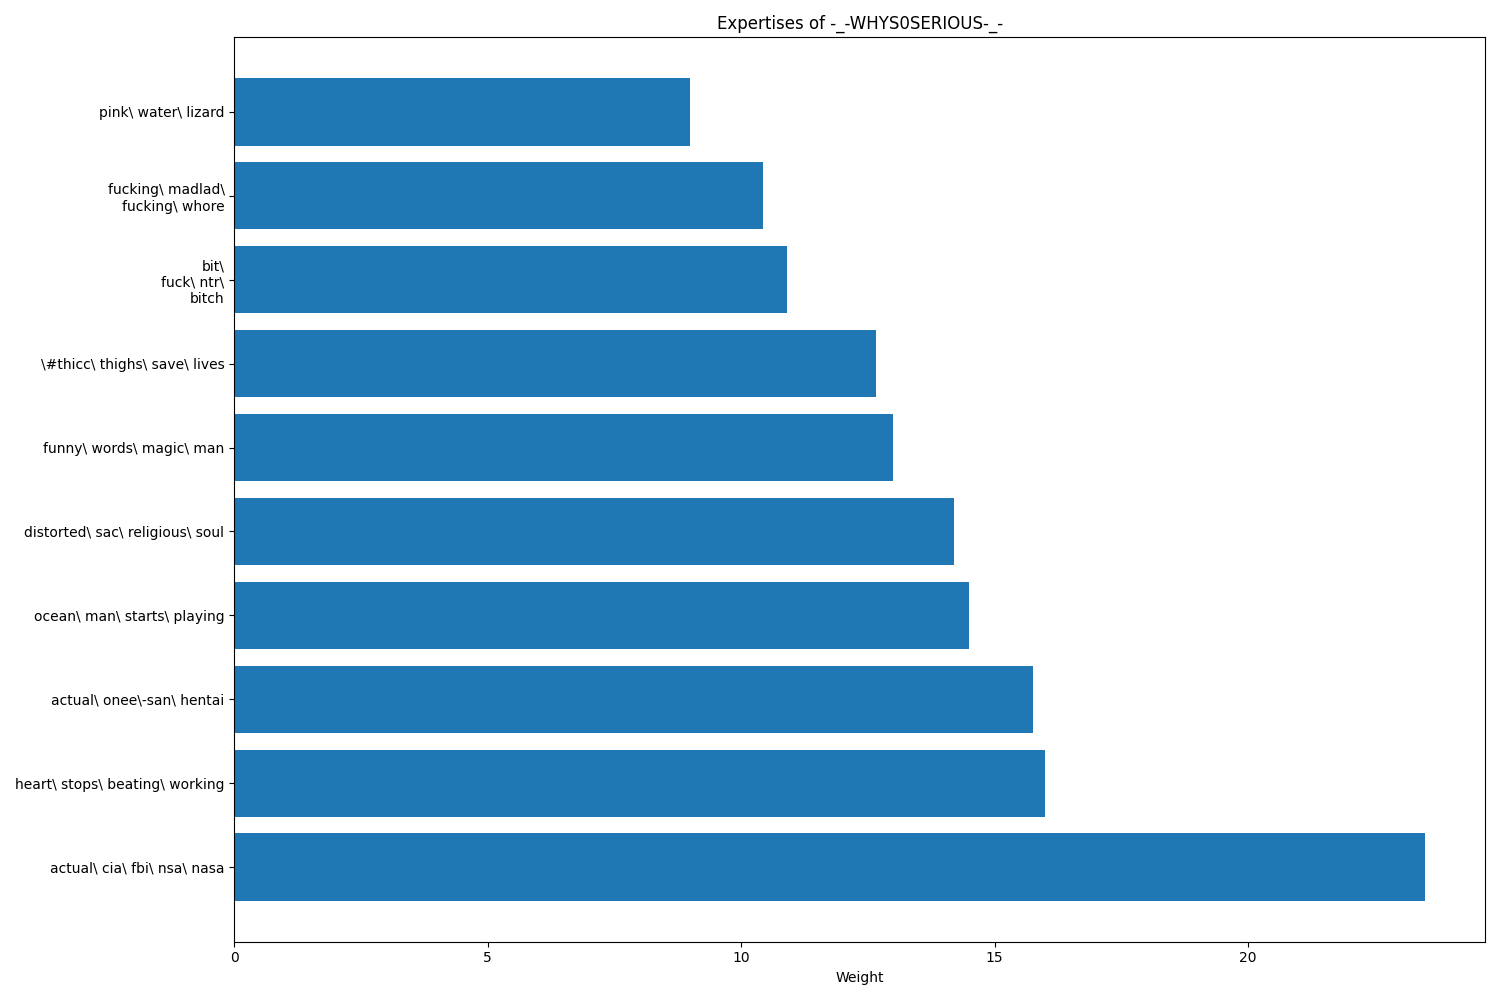 Expertises of -_-WHYS0SERIOUS-_-
pink\ water\ lizard
fucking\ madlad\
fucking\ whore
bit\
fuck\ ntr\
bitch
\#thicc\ thighs\ save\ lives
funny\ words\ magic\ man
distorted\ sac\ religious\ soul
ocean\ man\ starts\ playing
actual\ onee\-san\ hentai
heart\ stops\ beating\ working
actual\ cia\ fbi\ nsa\ nasa
0 5 10 15 20
Weight